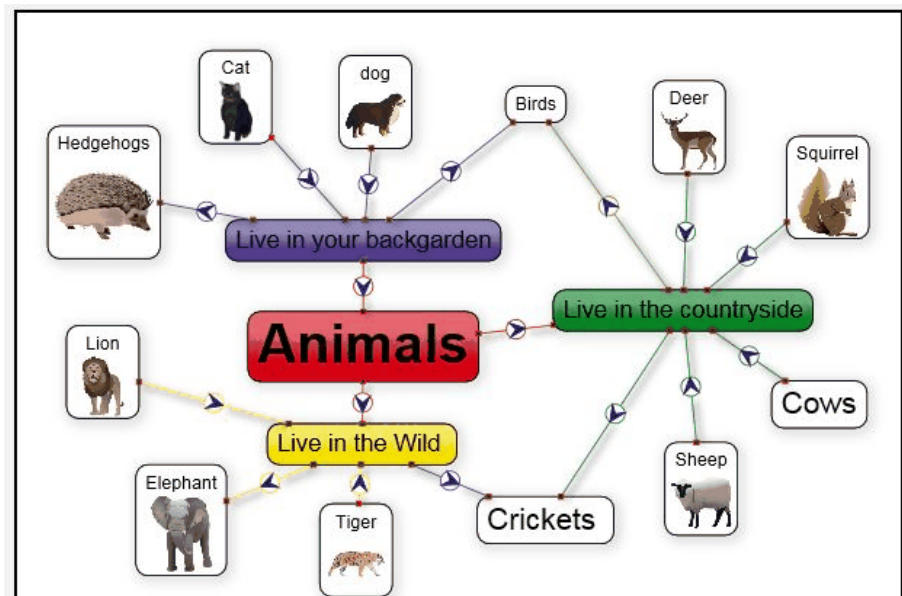 Cat
dog
Birds
Deer
Hedgehogs
Squirrel
Live in your backgarden
Live in the countryside
Animals
Lion
Cows
Live in the Wild
Sheep
Elephant
Tiger
Crickets